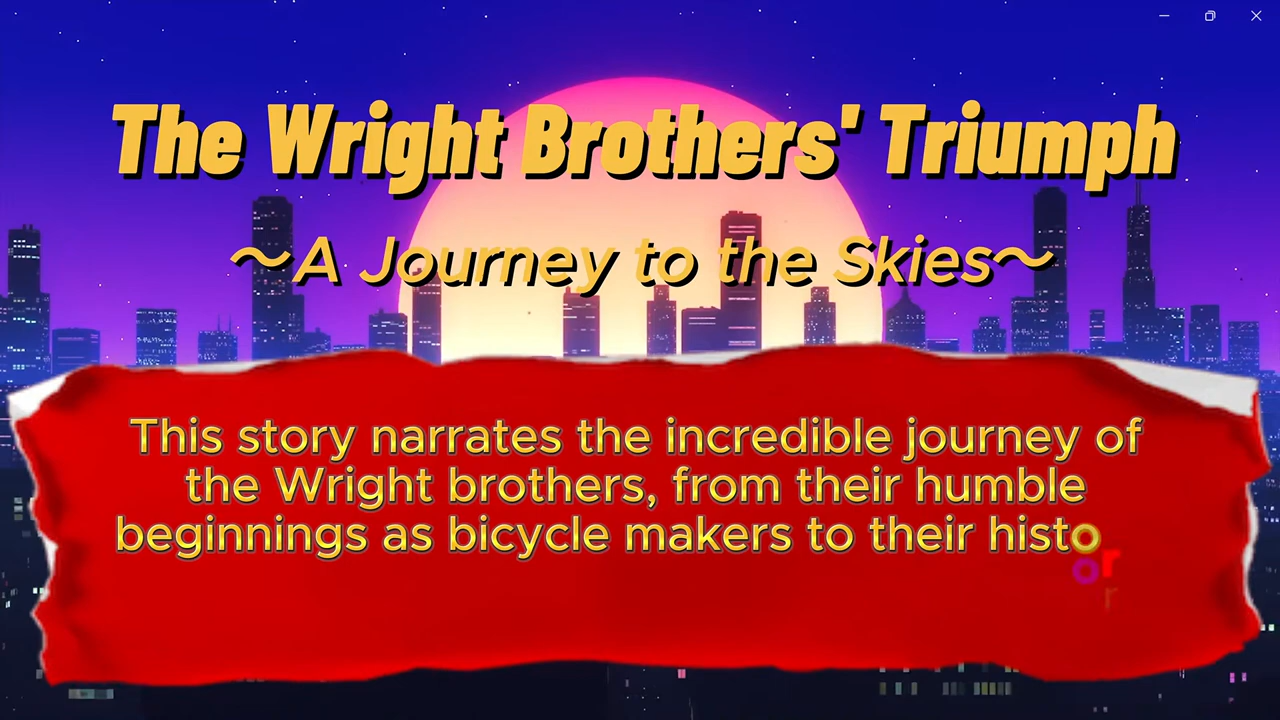 The Wright Brothers' Triumph
～A Journey to the Skies～
This story narrates the incredible journey of
the Wright brothers, from their humble
beginnings as bicycle makers to their histor